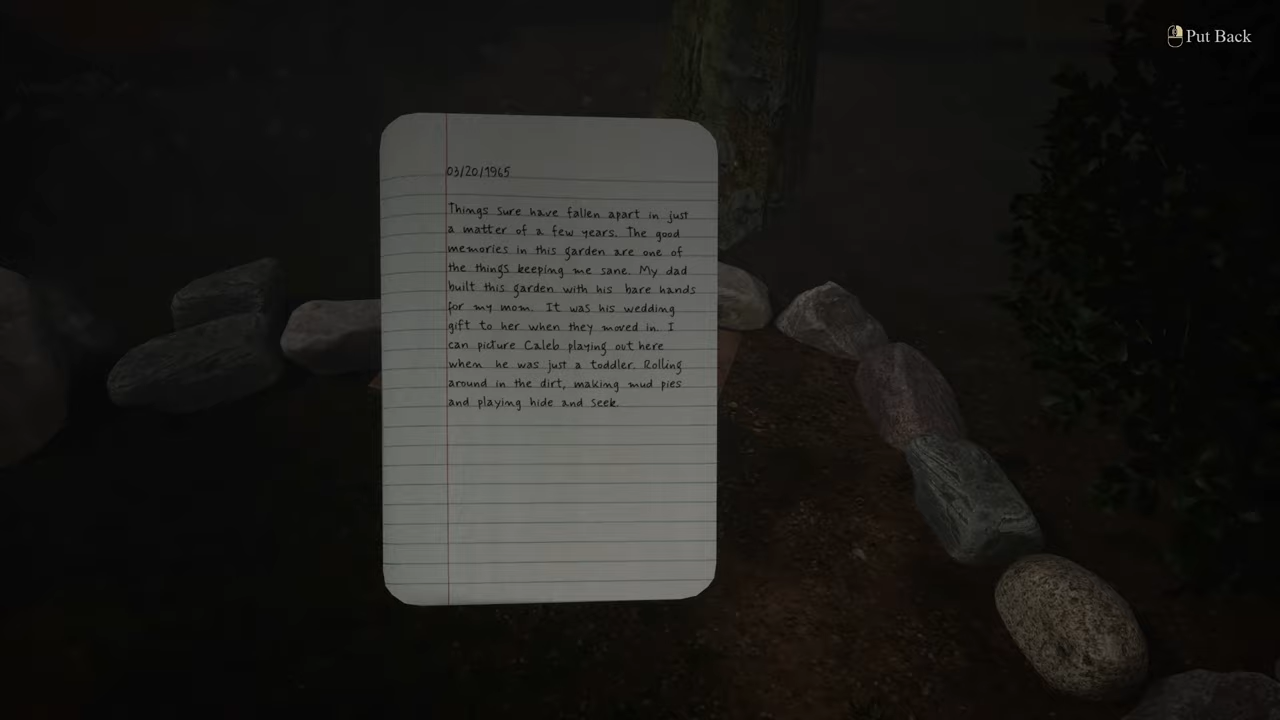 Put Back
03/20/1965
Things sure have fallen apart in just
a matter of a few years. The good
memories in this garden are one of
the things keeping me sane. My dad
built this garden with his bare hands
for my mom. It was his wedding
gift to her when they moved in. I
can picture Caleb playing out here
when he was just a toddler. Rolling
around in the dirt, making mud pies
and playing hide and seek.